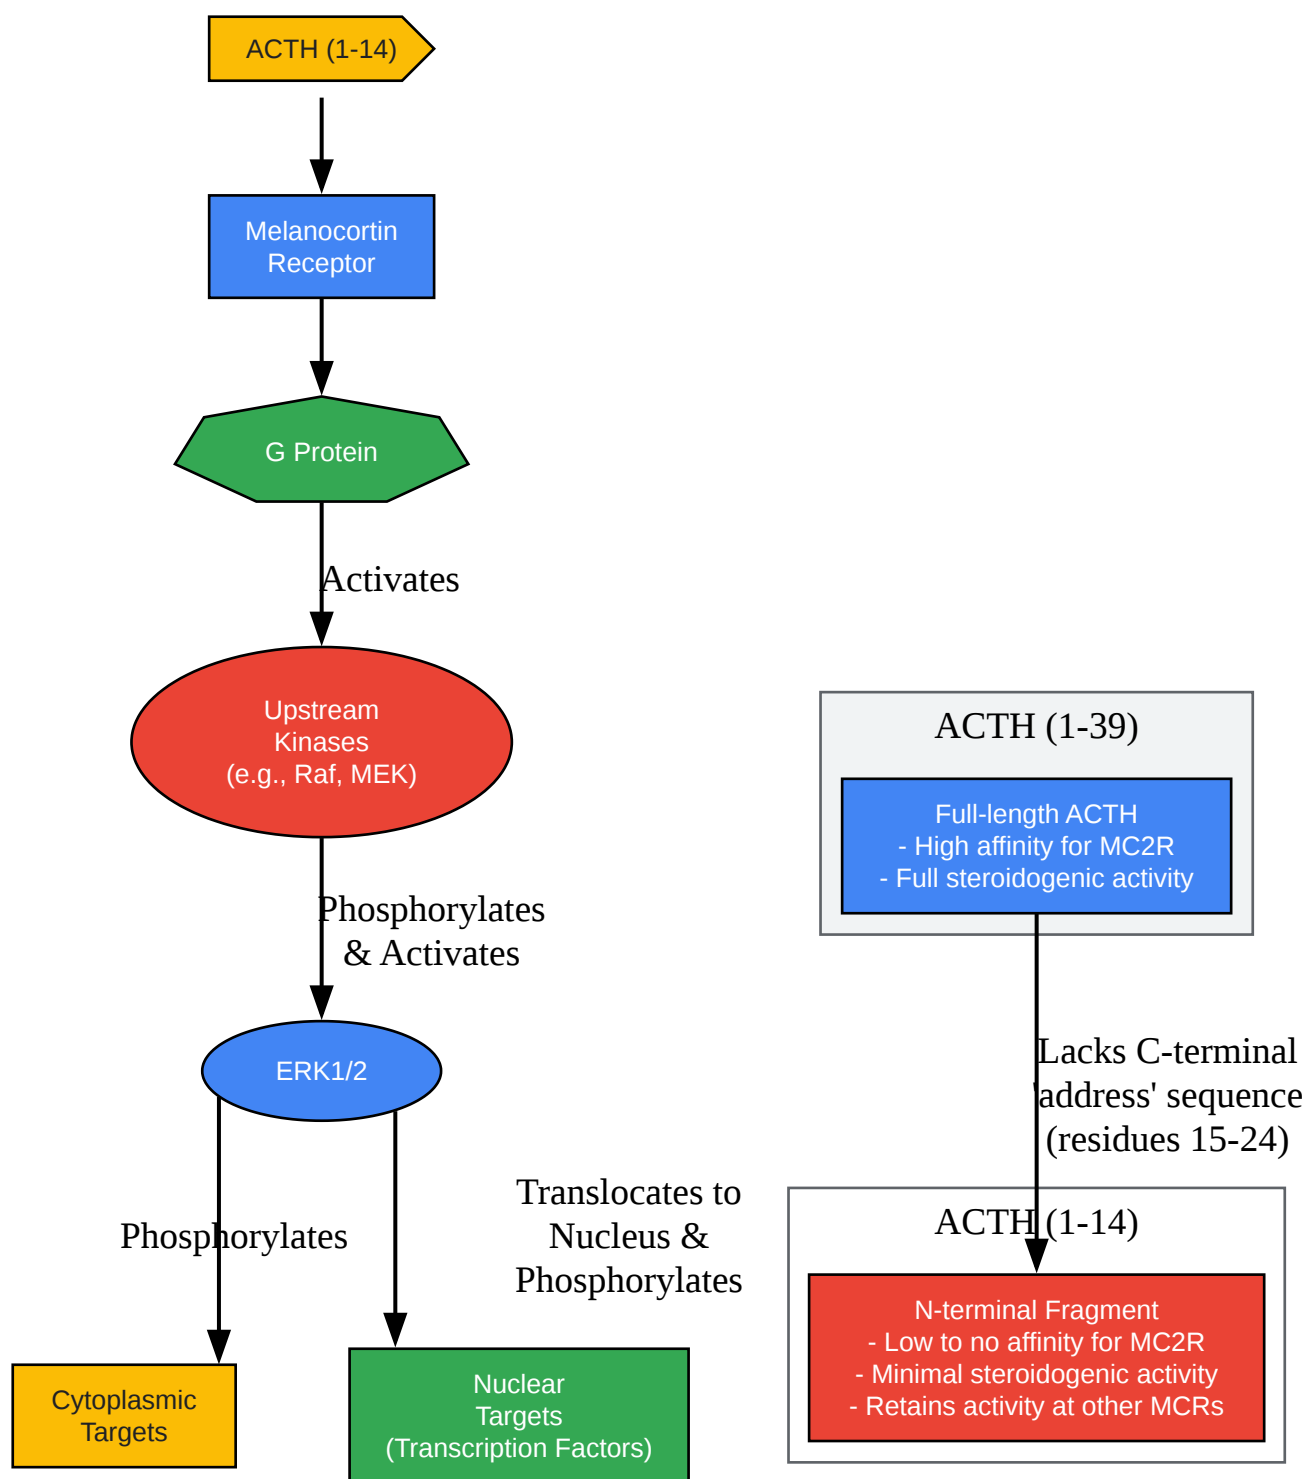 ACTH (1-14)
Melanocortin
Receptor
G Protein
Activates
Upstream
Kinases
(e.g., Raf, MEK)
Phosphorylates
& Activates
ERK1/2
Phosphorylates
Translocates to
Nucleus &
Phosphorylates
Cytoplasmic
Targets
Nuclear
Targets
(Transcription Factors)
ACTH (1-39)
Full-length ACTH
- High affinity for MC2R
- Full steroidogenic activity
Lacks C-terminal
'address' sequence
(residues 15-24)
ACTH (1-14)
N-terminal Fragment
- Low to no affinity for MC2R
- Minimal steroidogenic activity
- Retains activity at other MCRs